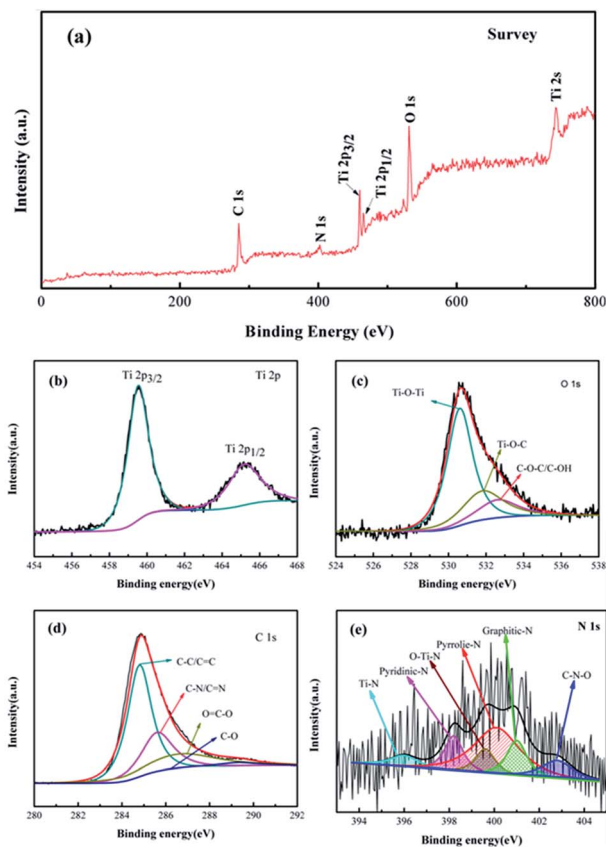 (a)
Survey
Intensity (a.u.)
C 1s
N 1s
Ti 2p3/2
Ti 2p1/2
O 1s
Ti 2s
0 200 400 600 800
Binding Energy (eV)
(b)
Ti 2p3/2
Ti 2p
Ti 2p1/2
Intensity(a.u.)
454 456 458 460 462 464 466 468
Binding energy(eV)
(c)
O 1s
Ti-O-Ti
Ti-O-C
C-O-C/C-OH
Intensity(a.u.)
524 526 528 530 532 534 536 538
Binding energy(eV)
(d)
C 1s
C-C/C=C
C-N/C=N
O=C-O
C-O
Intensity(a.u.)
280 282 284 286 288 290 292
Binding energy(eV)
(e)
N 1s
Graphitic-N
Pyrrolie-N
O-Ti-N
Pyridinic-N
Ti-N
C-N-O
Intensity(a.u.)
394 396 398 400 402 404
Binding energy(eV)